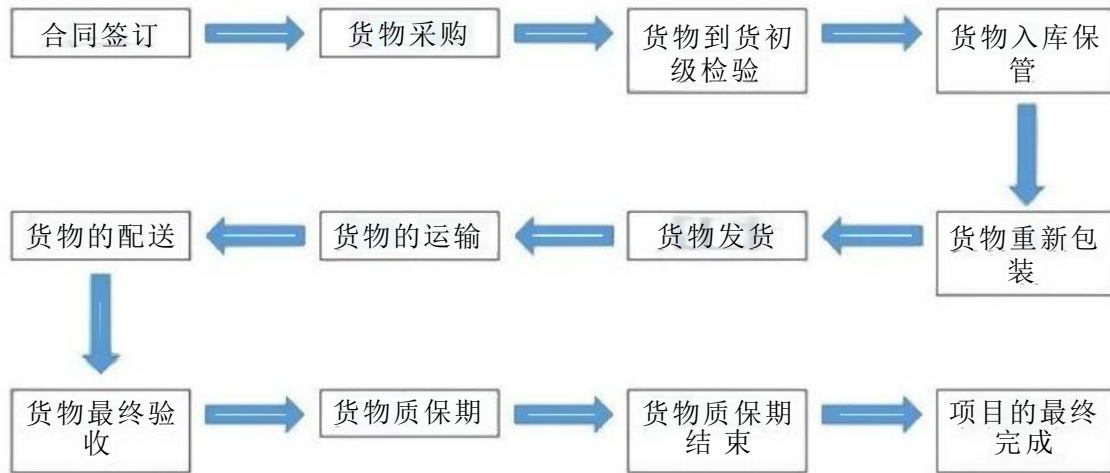 合同签订
货物采购
货物到货初
级检验
货物入库保
管
货物重新包
装
货物发货
货物的运输
货物的配送
货物最终验
收
货物质保期
货物质保期
结束
项目的最终
完成